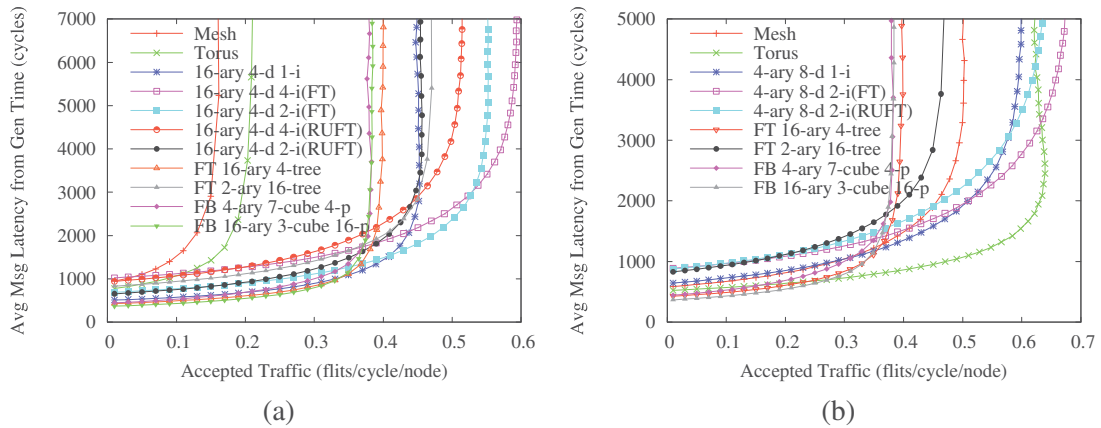 Avg Msg Latency from Gen Time (cycles)
7000
6000
5000
4000
3000
2000
1000
0
Mesh
Torus
16-ary 4-d 1-i
16-ary 4-d 4-i(FT)
16-ary 4-d 2-i(FT)
16-ary 4-d 4-i(RUFT)
16-ary 4-d 2-i(RUFT)
FT 16-ary 4-tree
FT 2-ary 16-tree
FB 4-ary 7-cube 4-p
FB 16-ary 3-cube 16-p
0 0.1 0.2 0.3 0.4 0.5 0.6
Accepted Traffic (flits/cycle/node)
(a)
Avg Msg Latency from Gen Time (cycles)
5000
4000
3000
2000
1000
0
Mesh
Torus
4-ary 8-d 1-i
4-ary 8-d 2-i(FT)
4-ary 8-d 2-i(RUFT)
FT 16-ary 4-tree
FT 2-ary 16-tree
FB 4-ary 7-cube 4-p
FB 16-ary 3-cube 16-p
0 0.1 0.2 0.3 0.4 0.5 0.6 0.7
Accepted Traffic (flits/cycle/node)
(b)